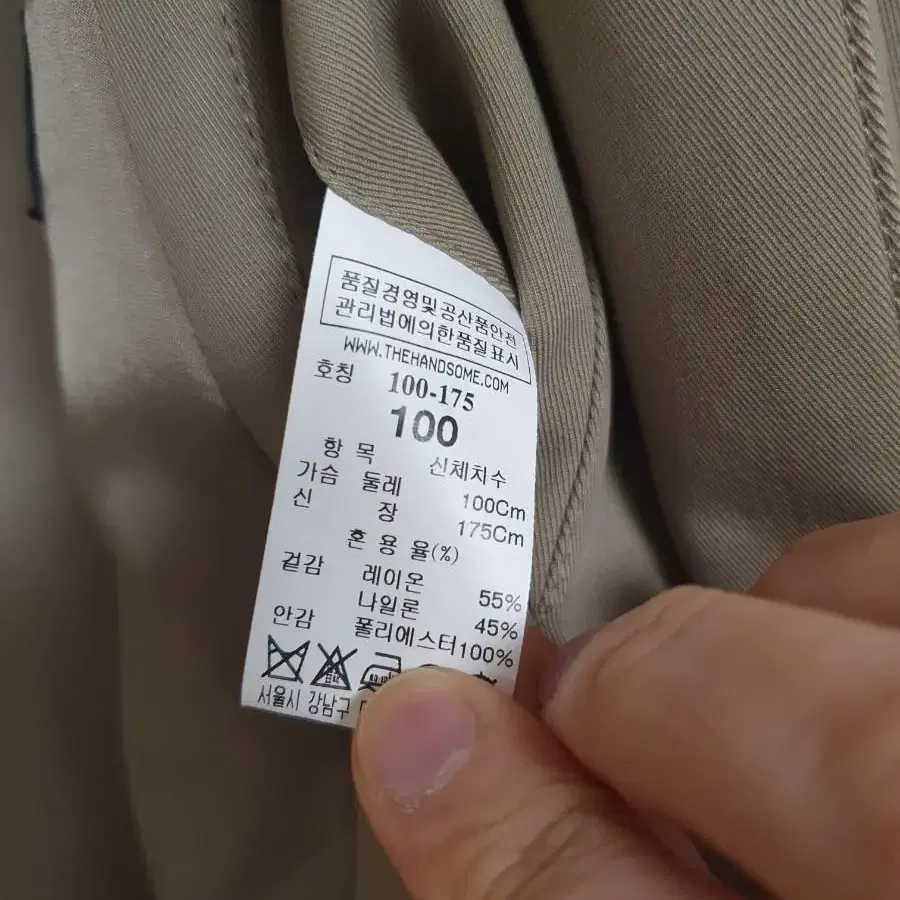 품질경영및공산품안전
관리법에의한품질표시
WWW.THEHANDSOME.COM
호칭 100-175
100
항 목 신체치수
가슴 둘레 100Cm
신 장 175Cm
혼 용 율(%)
겉감 레이온 55%
나일론 45%
안감 폴리에스터100%
서울시 강남구